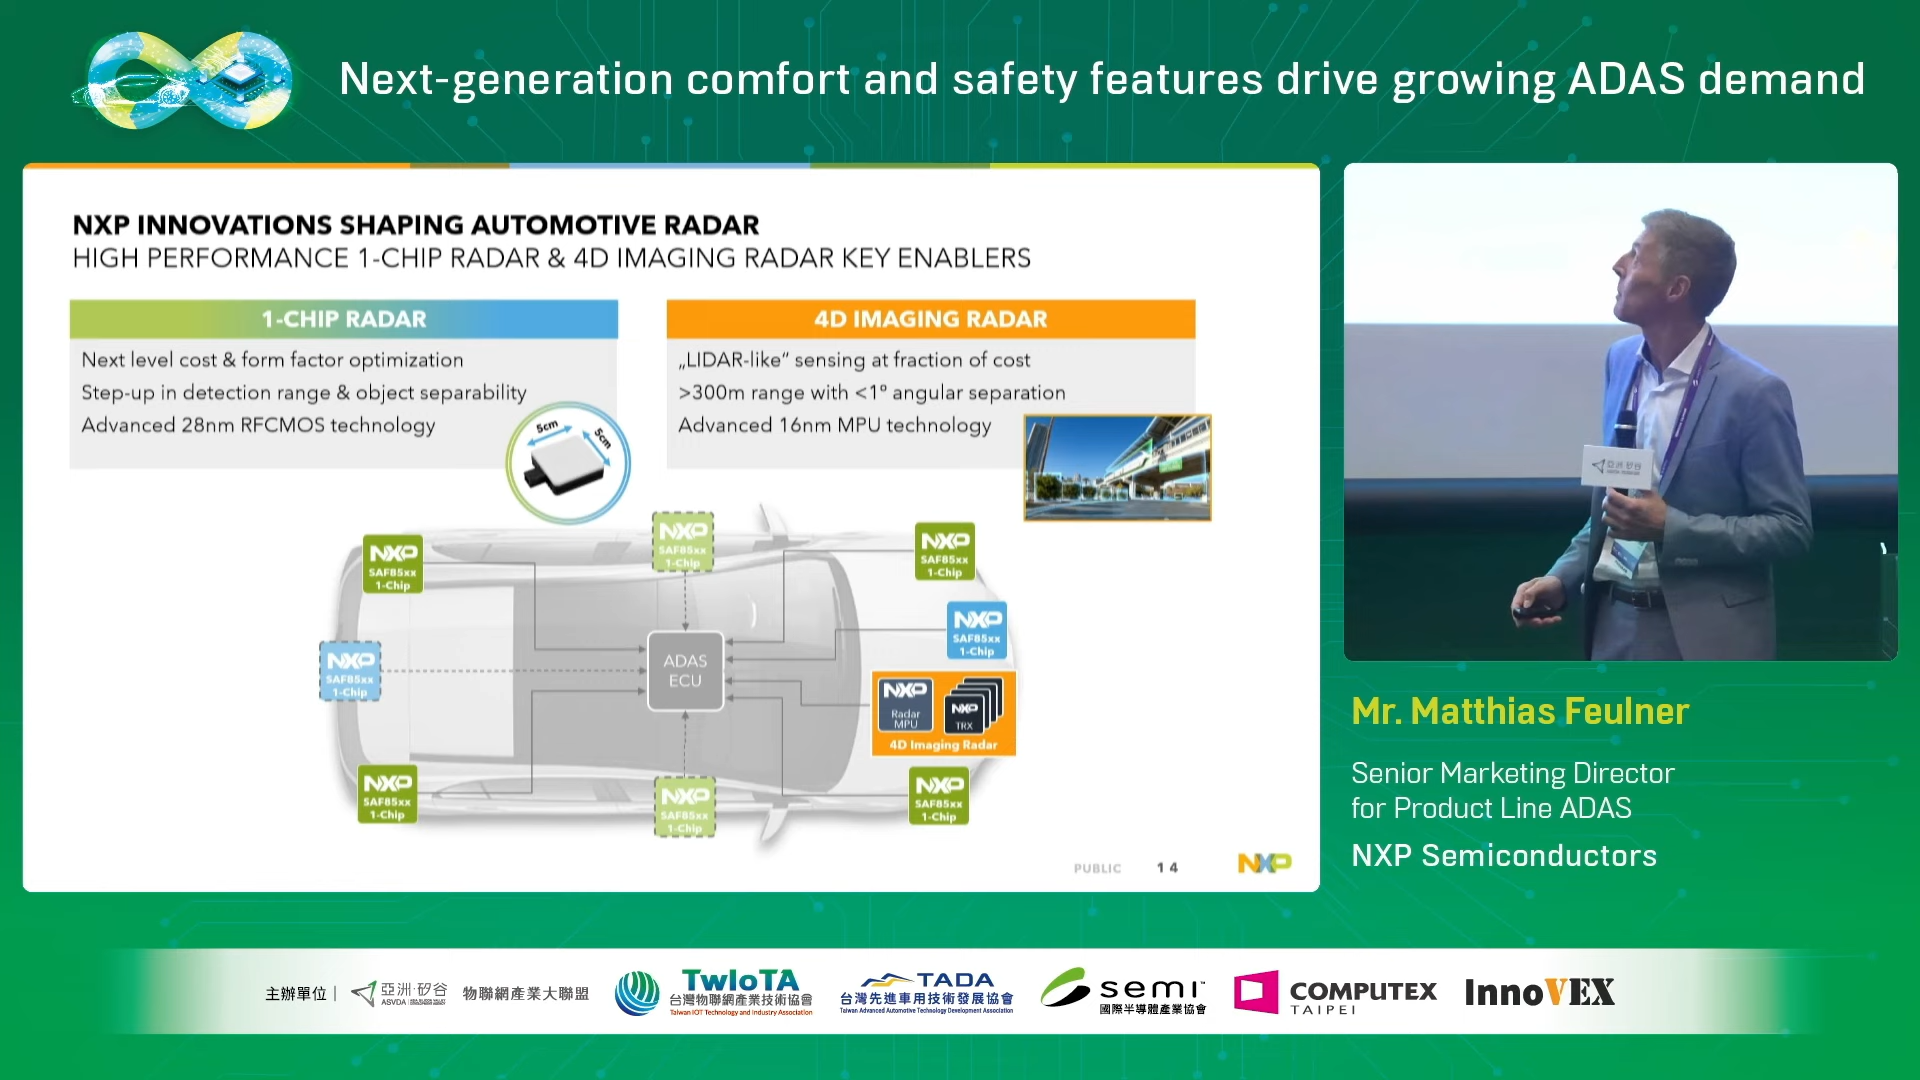 Next-generation comfort and safety features drive growing ADAS demand
NXP INNOVATIONS SHAPING AUTOMOTIVE RADAR
HIGH PERFORMANCE 1-CHIP RADAR & 4D IMAGING RADAR KEY ENABLERS
1-CHIP RADAR
Next level cost & form factor optimization
Step-up in detection range & object separability
Advanced 28nm RFCMOS technology
5cm
5cm
4D IMAGING RADAR
„LIDAR-like“ sensing at fraction of cost
>300m range with <1º angular separation
Advanced 16nm MPU technology
NXP
SAF85xx
1-Chip
NXP
SAF85xx
1-Chip
NXP
SAF85xx
1-Chip
NXP
SAF85xx
1-Chip
NXP
SAF85xx
1-Chip
ADAS
ECU
NXP
Radar
MPU
NXP
TRX
4D Imaging Radar
NXP
SAF85xx
1-Chip
NXP
SAF85xx
1-Chip
NXP
SAF85xx
1-Chip
PUBLIC
14
NXP
亞洲·矽谷
Mr. Matthias Feulner
Senior Marketing Director
for Product Line ADAS
NXP Semiconductors
主辦單位|
亞洲·矽谷
ASVDA
物聯網產業大聯盟
TwIoTA
台灣物聯網產業技術協會
Taiwan IOT Technology and Industry Association
TADA
台灣先進車用技術發展協會
Taiwan Advanced Automotive Technology Development Association
semi™
國際半導體產業協會
COMPUTEX
TAIPEI
InnoVEX